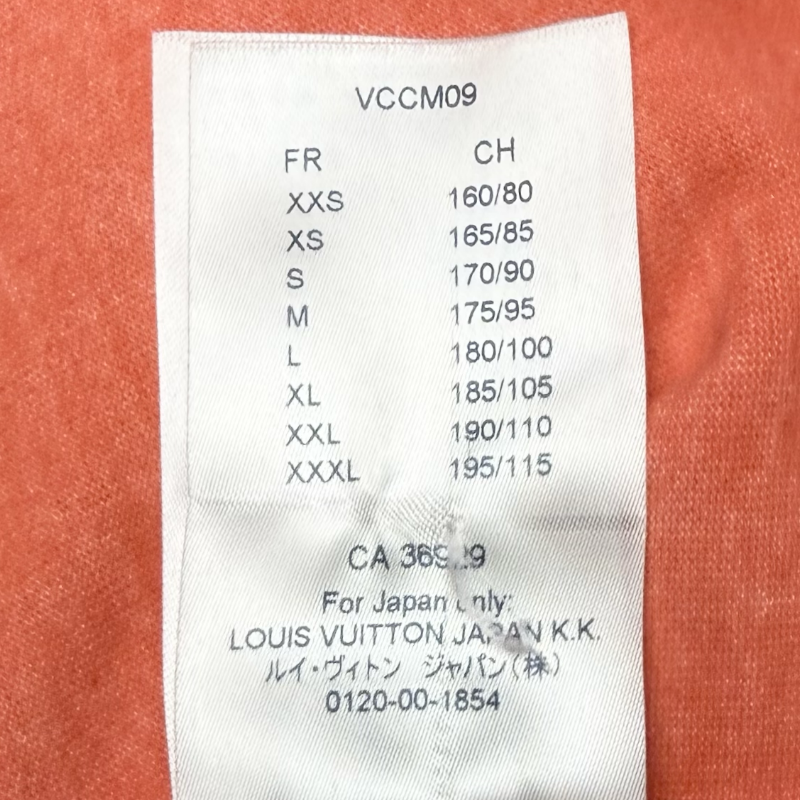 VCCM09
FR CH
XXS 160/80
XS 165/85
S 170/90
M 175/95
L 180/100
XL 185/105
XXL 190/110
XXXL 195/115
CA
For Japan only:
LOUIS VUITTON JAPAN K.K.
ルイ・ヴィトン ジャパン(株)
0120-00-1854